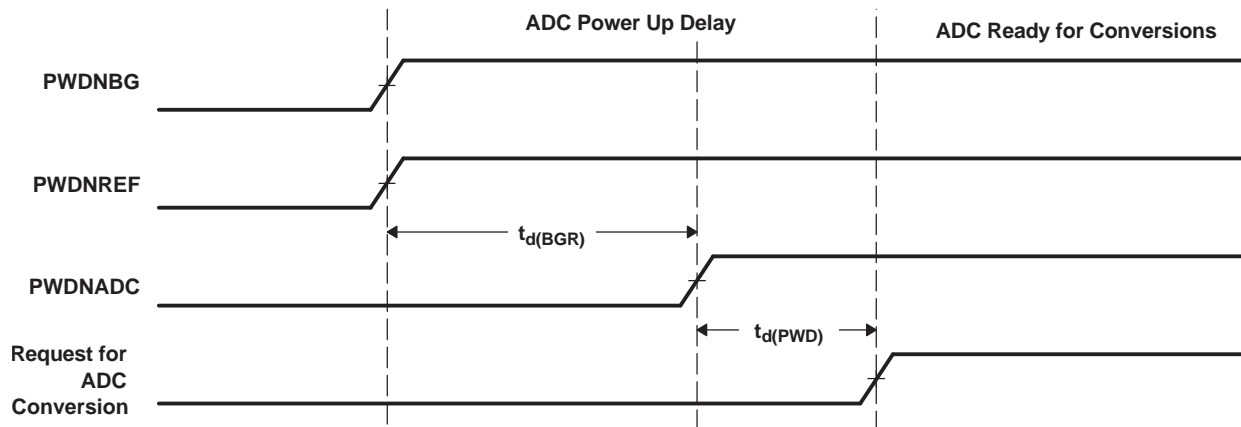 ADC Power Up Delay
ADC Ready for Conversions
PWDNBG
PWDNREF
td(BGR)
PWDNADC
td(PWD)
Request for
ADC
Conversion